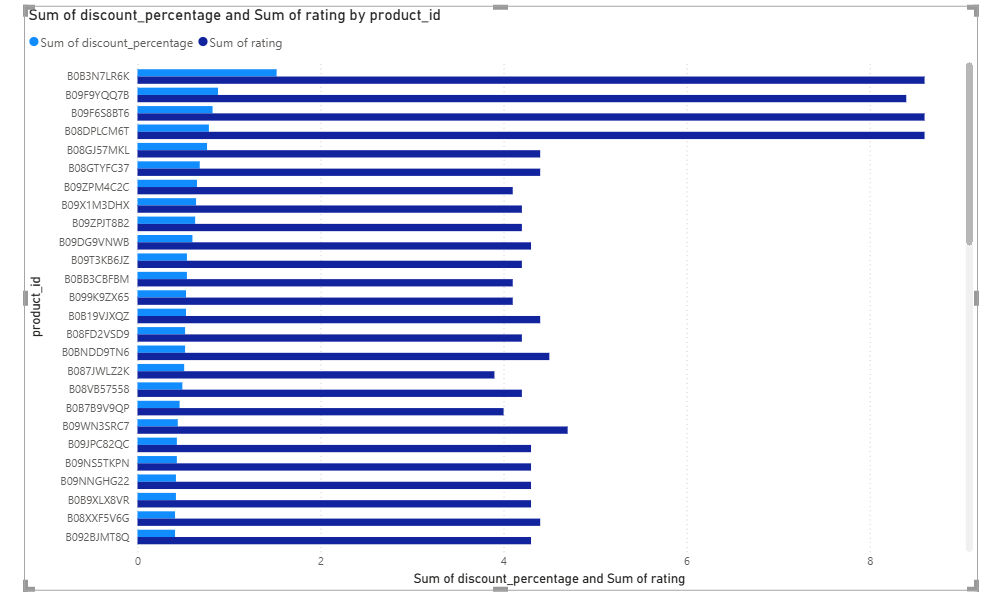 Sum of discount_percentage and Sum of rating by product_id
Sum of discount_percentage Sum of rating
B0B3N7LR6K
B09F9YQQ7B
B09F6S8BT6
B08DPLCM6T
B08GJ57MKL
B08GTYFC37
B09ZPM4C2C
B09X1M3DHX
B09ZPJT8B2
B09DG9VNWB
B09T3KB6JZ
B0BB3CBFBM
B099K9ZX65
B0B19VJXQZ
B08FD2VSD9
B0BNDD9TN6
B087JWLZ2K
B08VB57558
B0B7B9V9QP
B09WN3SRC7
B09JPC82QC
B09NS5TKPN
B09NNGHG22
B0B9XLX8VR
B08XXF5V6G
B092BJMT8Q
product_id
0 2 4 6 8
Sum of discount_percentage and Sum of rating